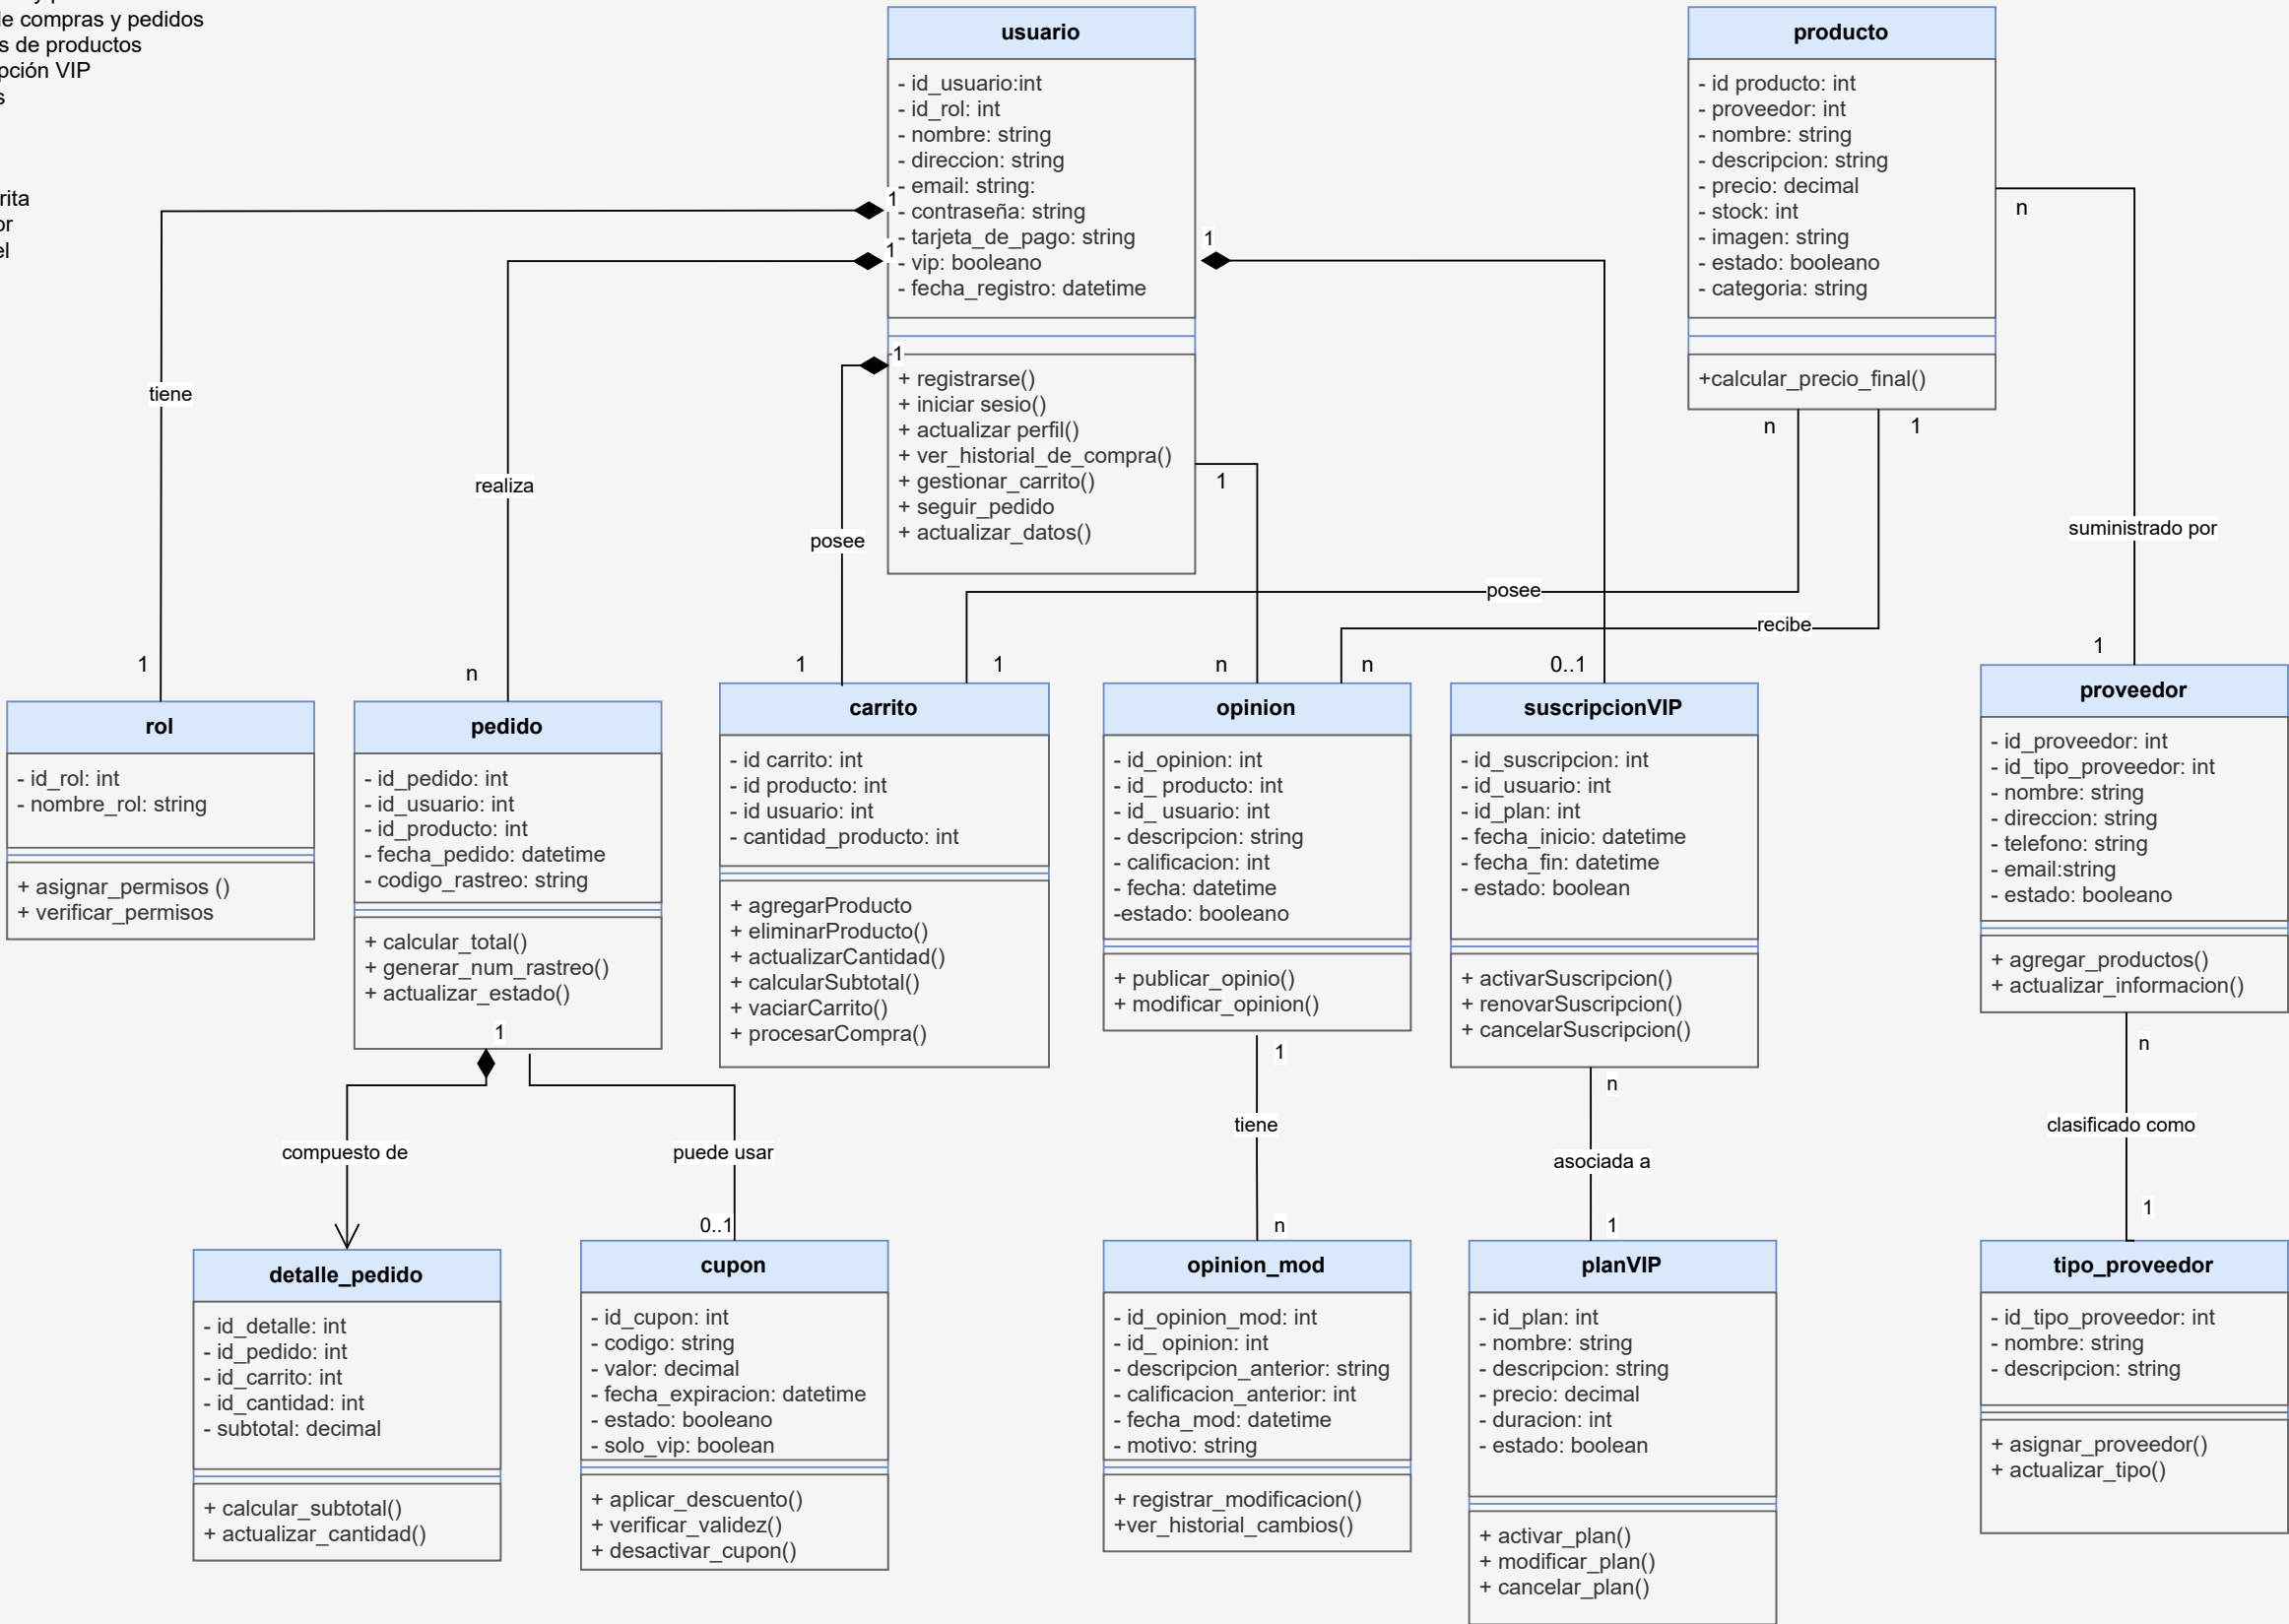 de compras y pedidos
s de productos
pción VIP
s
rita
or
el
usuario
- id_usuario:int
- id_rol: int
- nombre: string
- direccion: string
- email: string:
- contraseña: string
- tarjeta_de_pago: string
- vip: booleano
- fecha_registro: datetime
+ registrarse()
+ iniciar sesio()
+ actualizar perfil()
+ ver_historial_de_compra()
+ gestionar_carrito()
+ seguir_pedido
+ actualizar_datos()
producto
- id producto: int
- proveedor: int
- nombre: string
- descripcion: string
- precio: decimal
- stock: int
- imagen: string
- estado: booleano
- categoria: string
+calcular_precio_final()
1
1
1
1
1
n
n
1
tiene
realiza
posee
posee
recibe
suministrado por
1
n
1
1
n
n
0..1
1
rol
- id_rol: int
- nombre_rol: string
+ asignar_permisos ()
+ verificar_permisos
pedido
- id_pedido: int
- id_usuario: int
- id_producto: int
- fecha_pedido: datetime
- codigo_rastreo: string
+ calcular_total()
+ generar_num_rastreo()
+ actualizar_estado()
1
carrito
- id carrito: int
- id producto: int
- id usuario: int
- cantidad_producto: int
+ agregarProducto
+ eliminarProducto()
+ actualizarCantidad()
+ calcularSubtotal()
+ vaciarCarrito()
+ procesarCompra()
opinion
- id_opinion: int
- id_ producto: int
- id_ usuario: int
- descripcion: string
- calificacion: int
- fecha: datetime
-estado: booleano
+ publicar_opinio()
+ modificar_opinion()
suscripcionVIP
- id_suscripcion: int
- id_usuario: int
- id_plan: int
- fecha_inicio: datetime
- fecha_fin: datetime
- estado: boolean
+ activarSuscripcion()
+ renovarSuscripcion()
+ cancelarSuscripcion()
proveedor
- id_proveedor: int
- id_tipo_proveedor: int
- nombre: string
- direccion: string
- telefono: string
- email:string
- estado: booleano
+ agregar_productos()
+ actualizar_informacion()
1
n
n
compuesto de
puede usar
tiene
asociada a
clasificado como
0..1
n
1
1
detalle_pedido
- id_detalle: int
- id_pedido: int
- id_carrito: int
- id_cantidad: int
- subtotal: decimal
+ calcular_subtotal()
+ actualizar_cantidad()
cupon
- id_cupon: int
- codigo: string
- valor: decimal
- fecha_expiracion: datetime
- estado: booleano
- solo_vip: boolean
+ aplicar_descuento()
+ verificar_validez()
+ desactivar_cupon()
opinion_mod
- id_opinion_mod: int
- id_ opinion: int
- descripcion_anterior: string
- calificacion_anterior: int
- fecha_mod: datetime
- motivo: string
+ registrar_modificacion()
+ver_historial_cambios()
planVIP
- id_plan: int
- nombre: string
- descripcion: string
- precio: decimal
- duracion: int
- estado: boolean
+ activar_plan()
+ modificar_plan()
+ cancelar_plan()
tipo_proveedor
- id_tipo_proveedor: int
- nombre: string
- descripcion: string
+ asignar_proveedor()
+ actualizar_tipo()